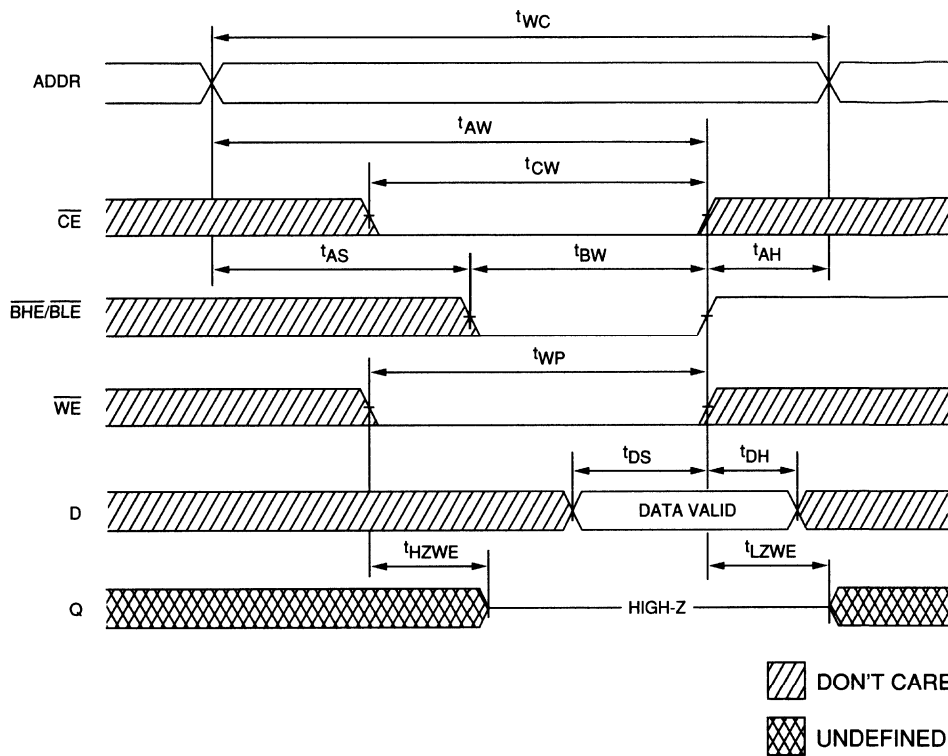 tWC
ADDR
tAW
tCW
CE
tAS
tBW
tAH
BHE/BLE
tWP
WE
tDS
tDH
D
DATA VALID
tHZWE
tLZWE
Q
HIGH-Z
DON'T CARE
UNDEFINED